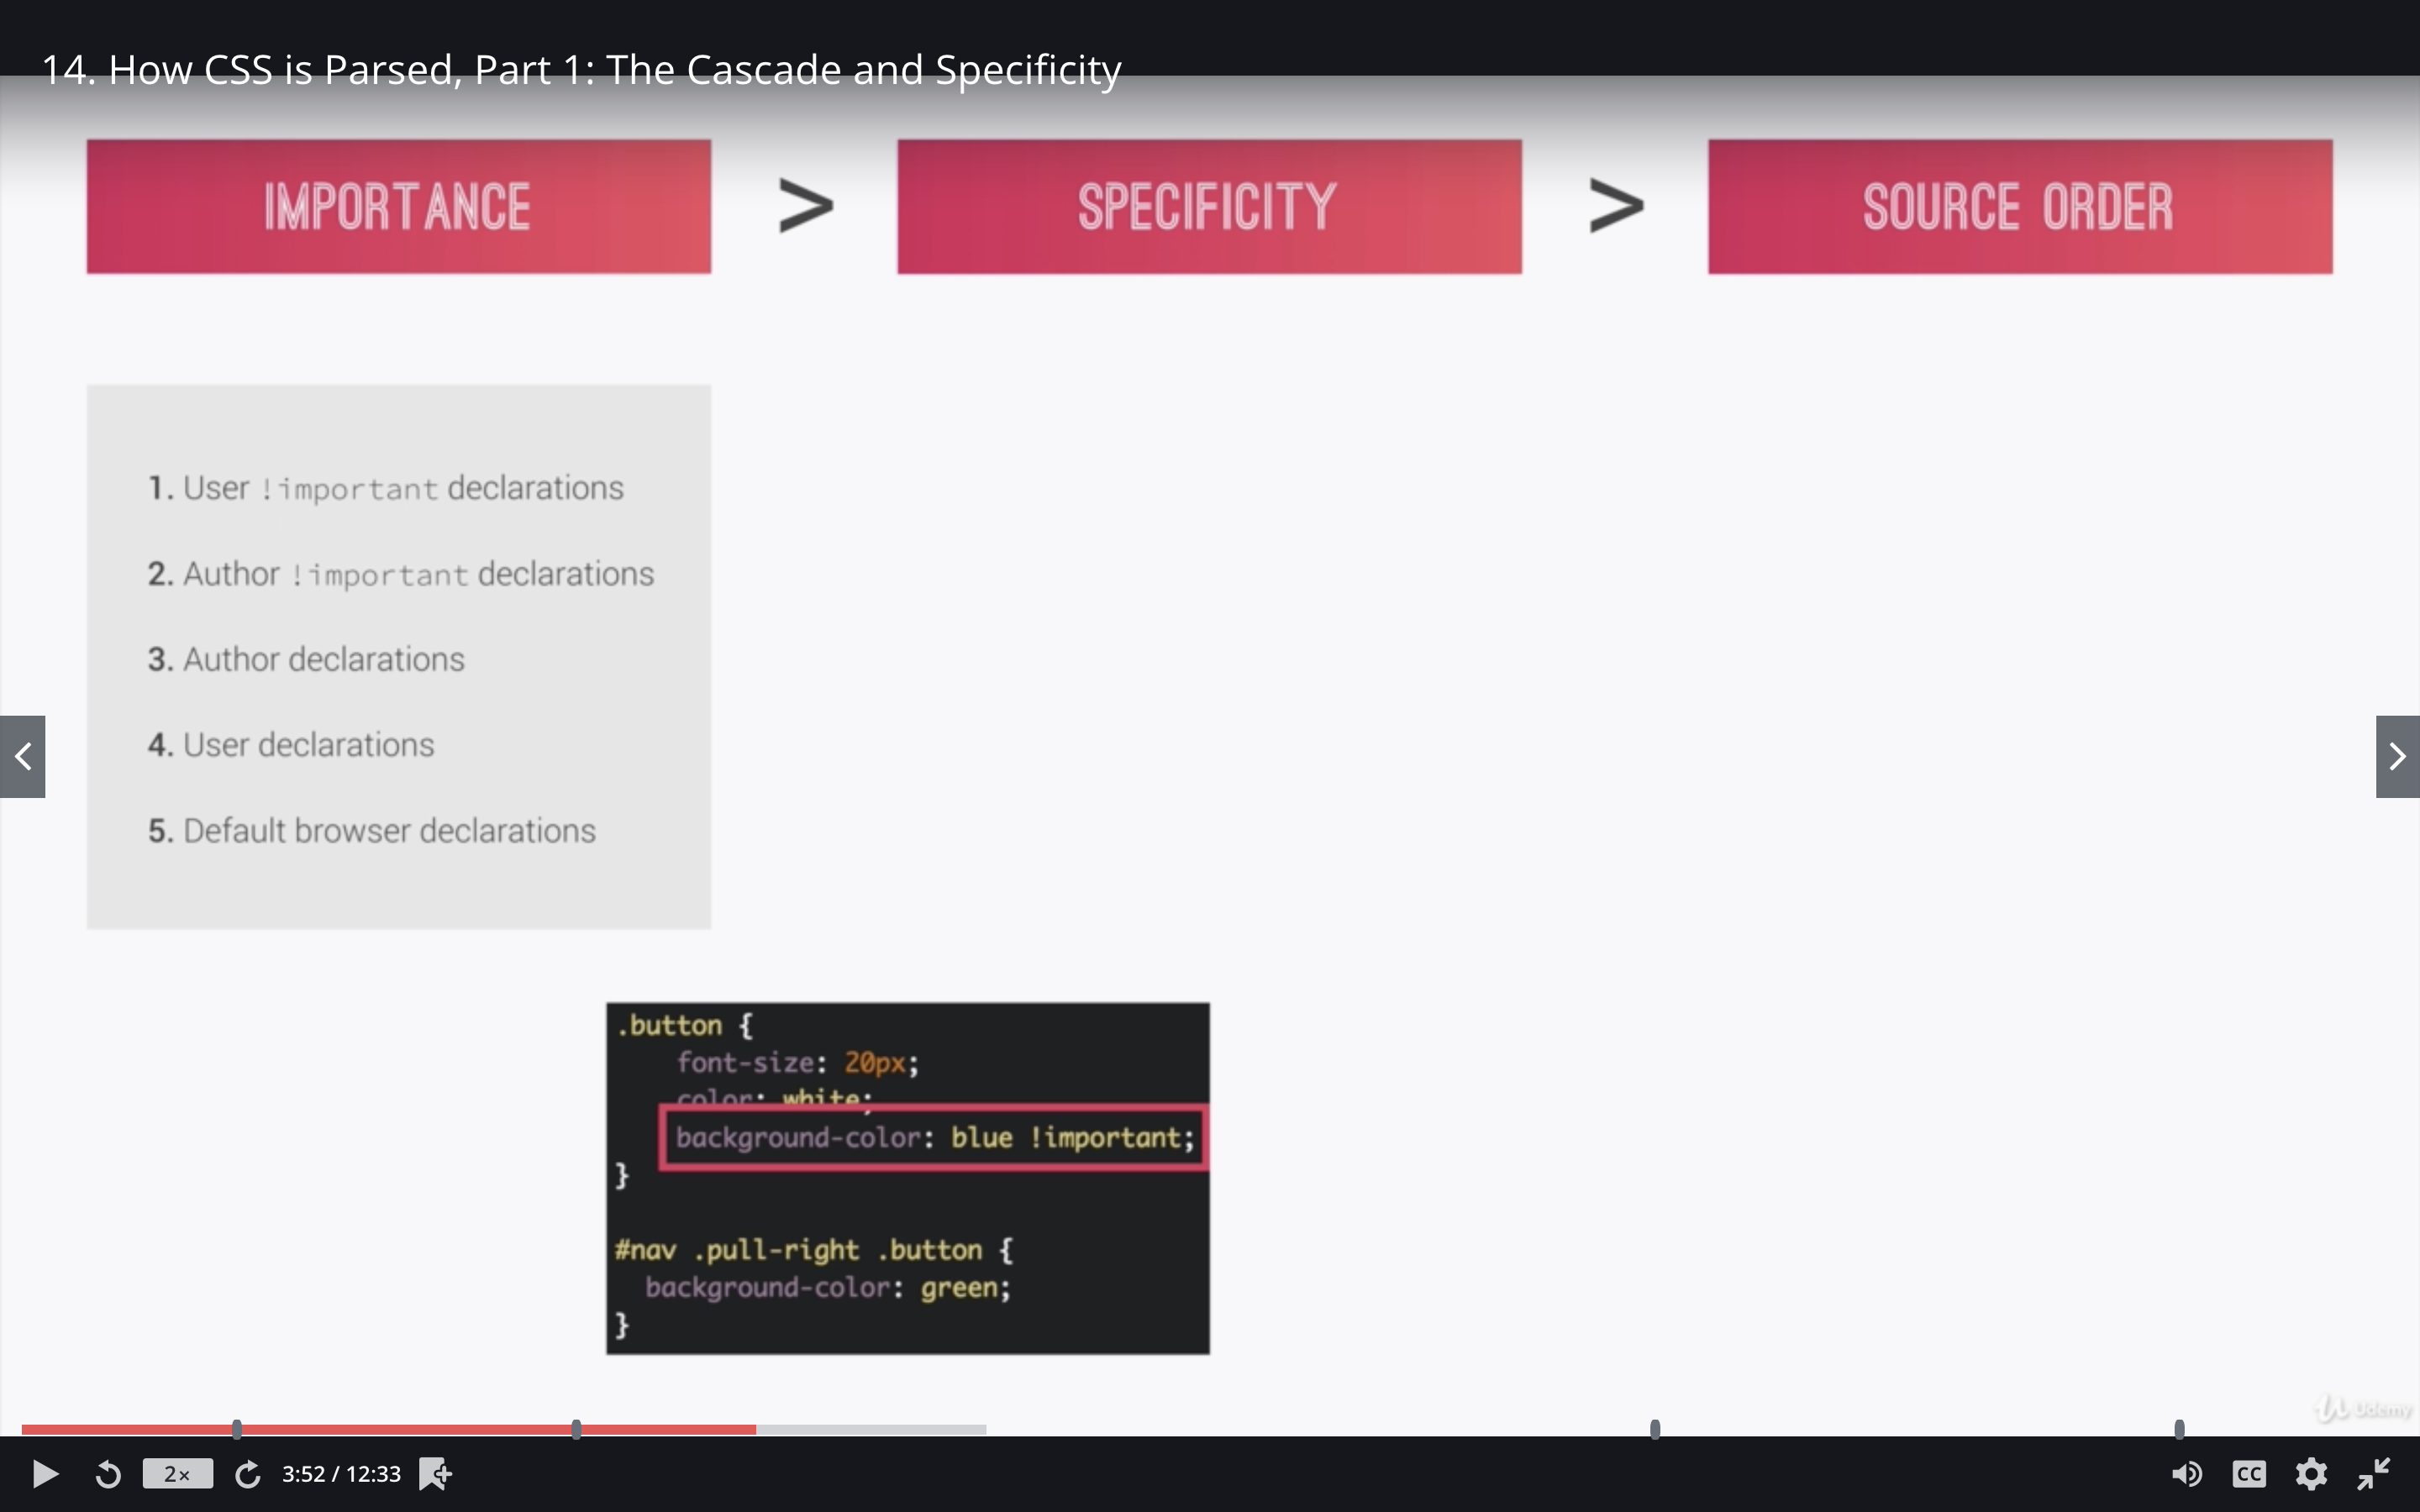 14. How CSS is Parsed, Part 1: The Cascade and Specificity
IMPORTANCE > SPECIFICITY > SOURCE ORDER
1. User !important declarations
2. Author !important declarations
3. Author declarations
4. User declarations
5. Default browser declarations
.button {
font-size: 20px;
color: white;
background-color: blue !important;
}
#nav .pull-right .button {
background-color: green;
}
Udemy
2x
3:52 / 12:33
CC